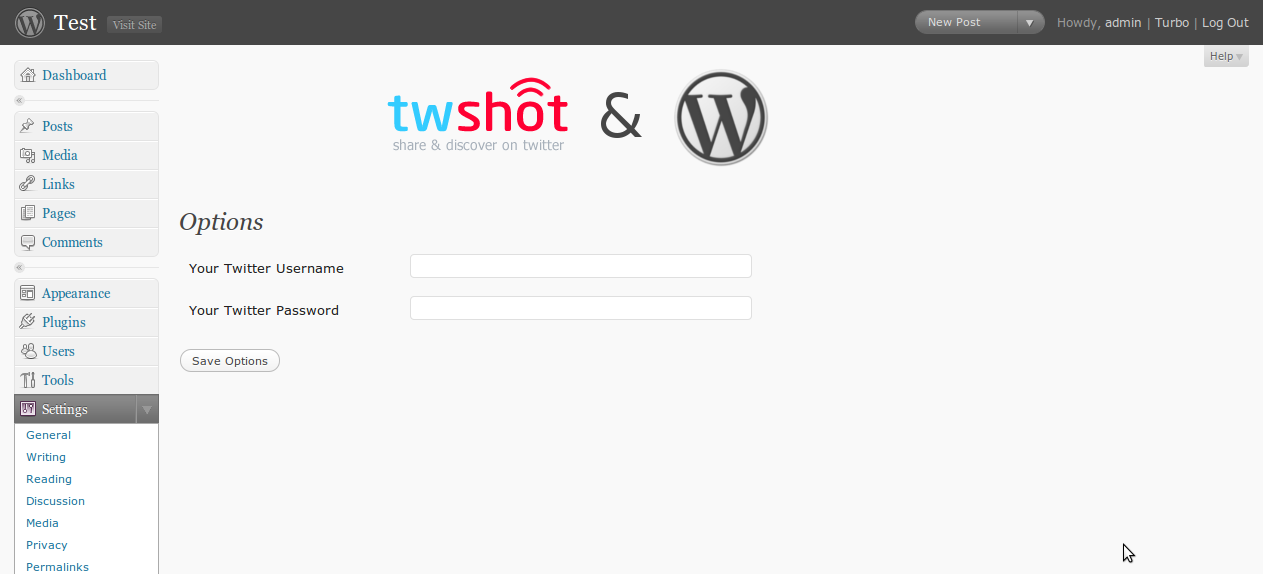 Test Visit Site New Post Howdy, admin | Turbo | Log Out
Help
Dashboard
Posts
Media
Links
Pages
Comments
Appearance
Plugins
Users
Tools
Settings
General
Writing
Reading
Discussion
Media
Privacy
Permalinks
twshot &
share & discover on twitter
Options
Your Twitter Username
Your Twitter Password
Save Options